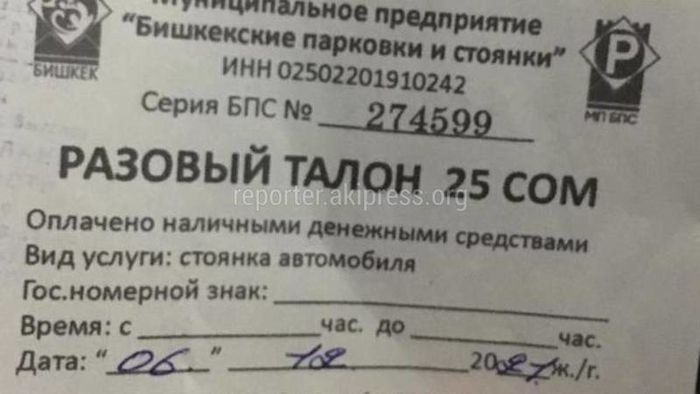 Муниципальное предприятие
"Бишкекские парковки и стоянки"
БИШКЕК
ИНН 02502201910242
P
МП БПС
Серия БПС № 274599
РАЗОВЫЙ ТАЛОН 25 СОМ
reporter.akipress.org
Оплачено наличными денежными средствами
Вид услуги: стоянка автомобиля
Гос.номерной знак:
Время: с час. до час.
Дата: "06." 12 2021 ж./г.